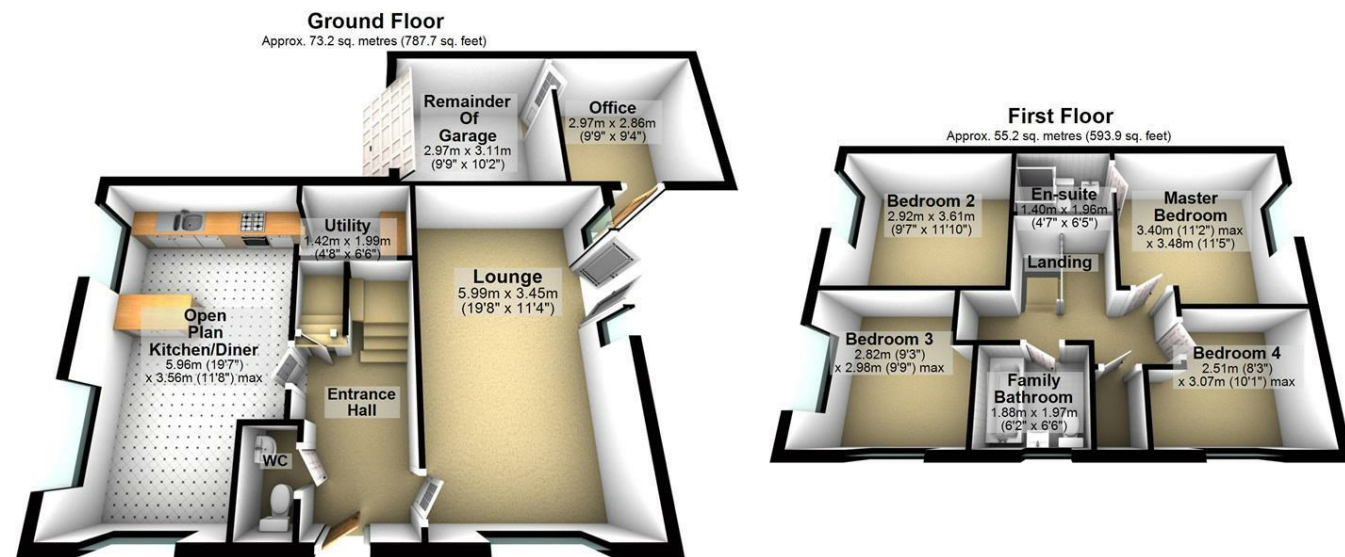 Ground Floor
Approx. 73.2 sq. metres (787.7 sq. feet)
Remainder
Of
Garage
2.97m x 3.11m
(9'9" x 10'2")
Office
2.97m x 2.86m
(9'9" x 9'4")
Utility
1.42m x 1.99m
(4'8" x 6'6")
Lounge
5.99m x 3.45m
(19'8" x 11'4")
Open
Plan
Kitchen/Diner
5.96m (19'7")
x 3.56m (11'8") max
Entrance
Hall
WC
First Floor
Approx. 55.2 sq. metres (593.9 sq. feet)
Bedroom 2
2.92m x 3.61m
(9'7" x 11'10")
En-suite
1.40m x 1.96m
(4'7" x 6'5")
Master
Bedroom
3.40m (11'2") max
x 3.48m (11'5")
Landing
Bedroom 3
2.82m (9'3")
x 2.98m (9'9") max
Family
Bathroom
1.88m x 1.97m
(6'2" x 6'6")
Bedroom 4
2.51m (8'3")
x 3.07m (10'1") max